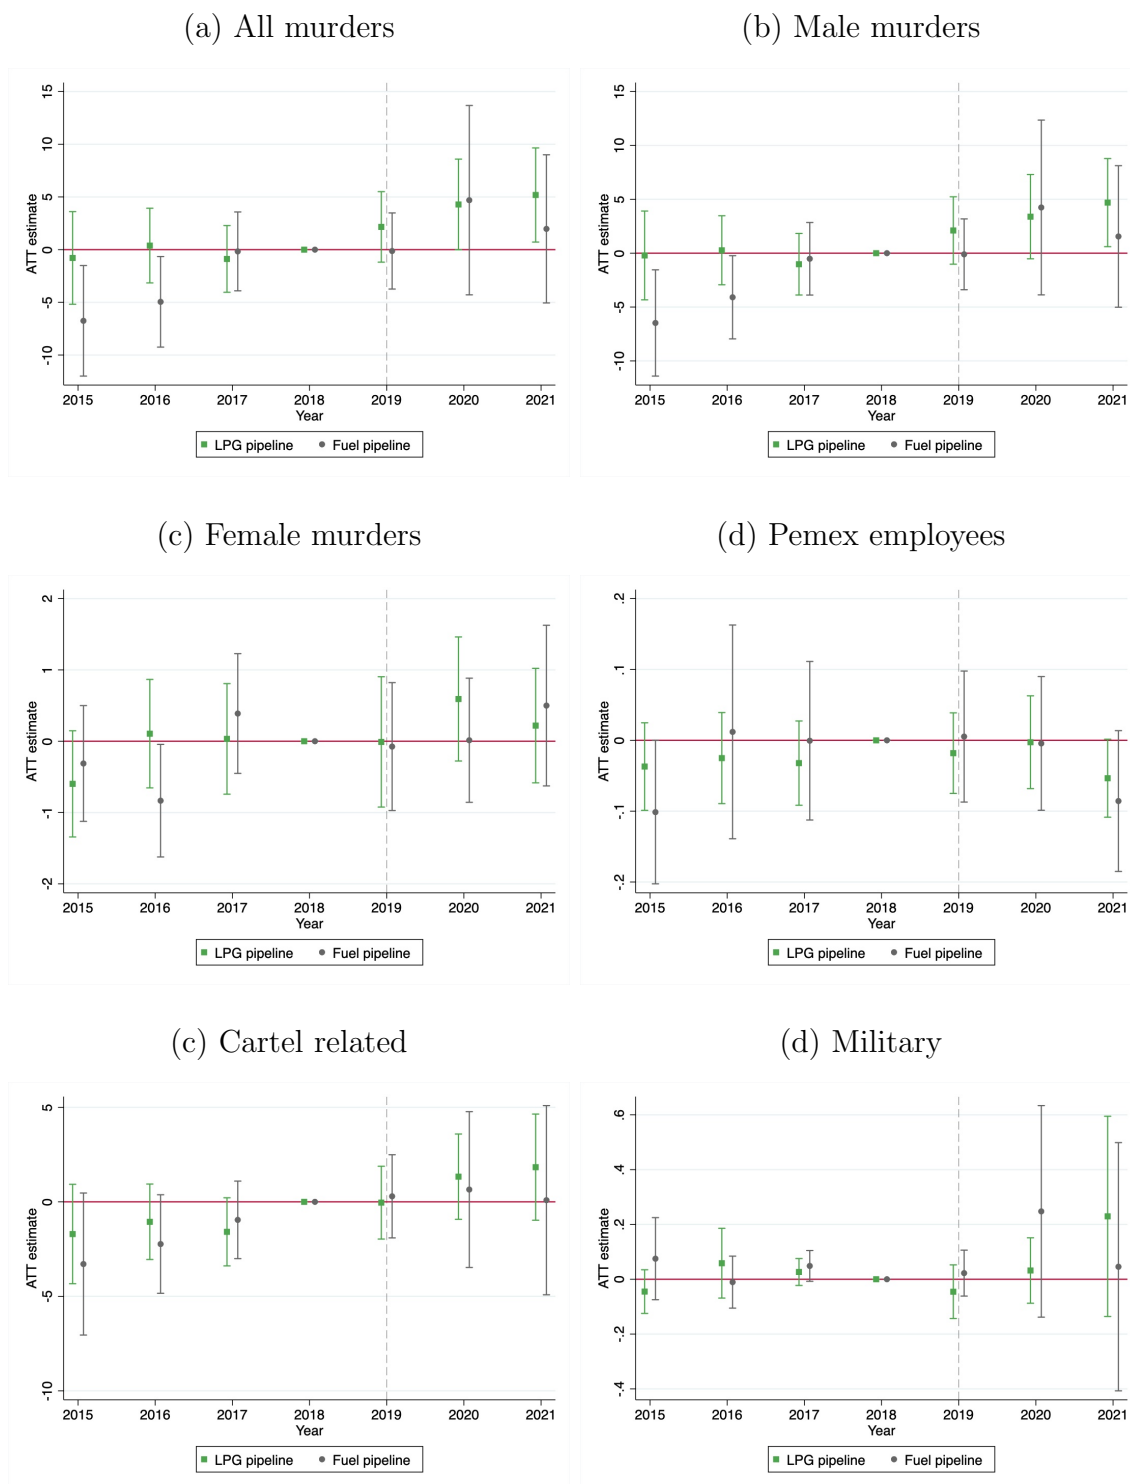 (a) All murders
ATT estimate
15
10
5
0
-5
-10
2015 2016 2017 2018 2019 2020 2021
Year
LPG pipeline Fuel pipeline
(b) Male murders
ATT estimate
15
10
5
0
-5
-10
2015 2016 2017 2018 2019 2020 2021
Year
LPG pipeline Fuel pipeline
(c) Female murders
ATT estimate
2
1
0
-1
-2
2015 2016 2017 2018 2019 2020 2021
Year
LPG pipeline Fuel pipeline
(d) Pemex employees
ATT estimate
.2
.1
0
-.1
-.2
2015 2016 2017 2018 2019 2020 2021
Year
LPG pipeline Fuel pipeline
(c) Cartel related
ATT estimate
5
0
-5
-10
2015 2016 2017 2018 2019 2020 2021
Year
LPG pipeline Fuel pipeline
(d) Military
ATT estimate
.6
.4
.2
0
-.2
-.4
2015 2016 2017 2018 2019 2020 2021
Year
LPG pipeline Fuel pipeline